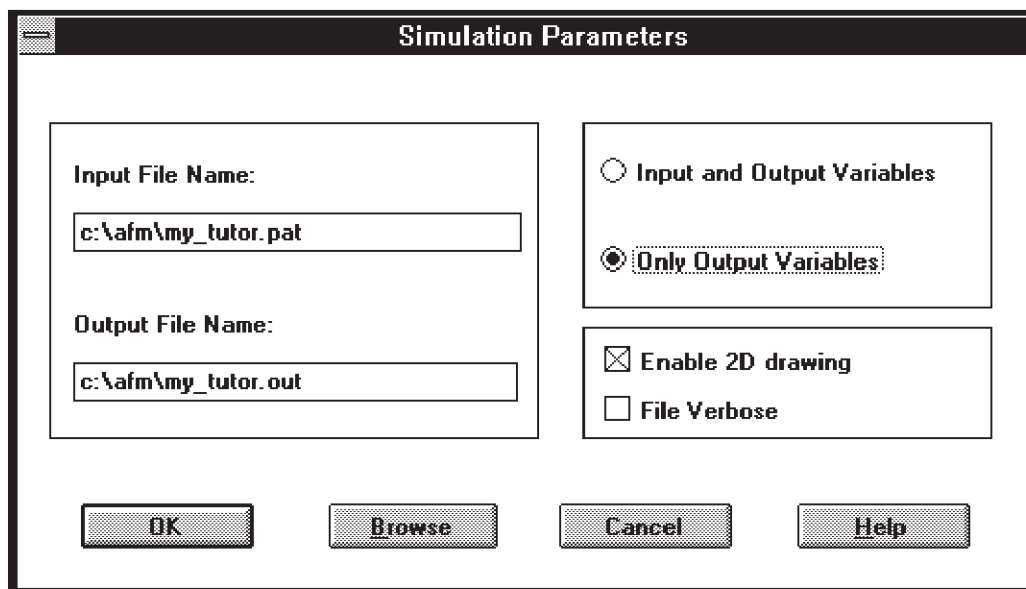 Simulation Parameters
Input File Name:
c:\afm\my_tutor.pat
Output File Name:
c:\afm\my_tutor.out
Input and Output Variables
Only Output Variables
Enable 2D drawing
File Verbose
OK
Browse
Cancel
Help